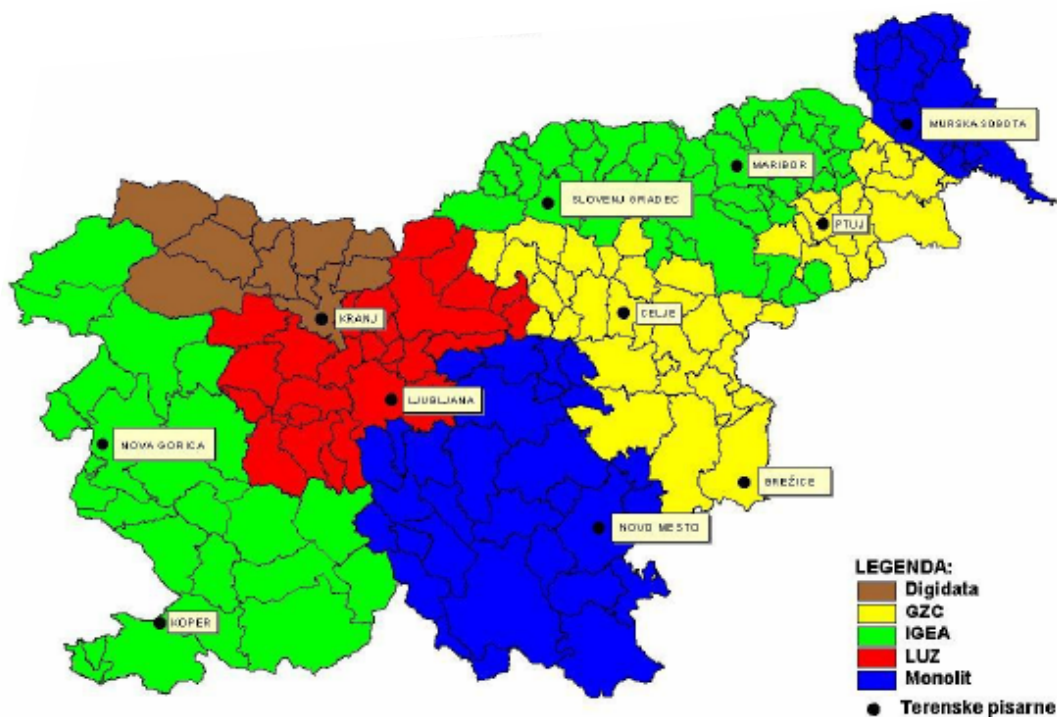 MURSKA SOBOTA
MARIBOR
SLOVENJ GRADEC
PTUJ
KRANJ
CELJE
LJUBLJANA
NOVA GORICA
BREŽICE
NOVO MESTO
KOPER
LEGENDA:
Digidata
GZC
IGEA
LUZ
Monolit
Terenske pisarne